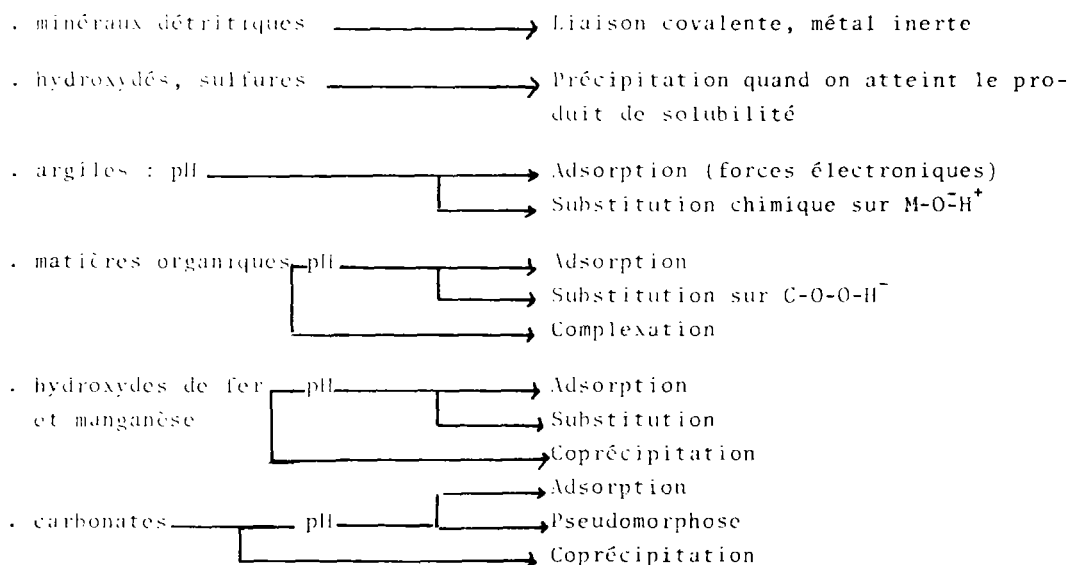 . minéraux détritiques Liaison covalente, métal inerte
. hydroxydés, sulfures Précipitation quand on atteint le pro-
duit de solubilité
. argiles : pH Adsorption (forces électroniques)
Substitution chimique sur M-O⁻H⁺
. matières organiques pH Adsorption
Substitution sur C-O-O-H⁻
Complexation
. hydroxydes de fer pH Adsorption
et manganèse Substitution
Coprécipitation
Adsorption
. carbonates pH Pseudomorphose
Coprécipitation